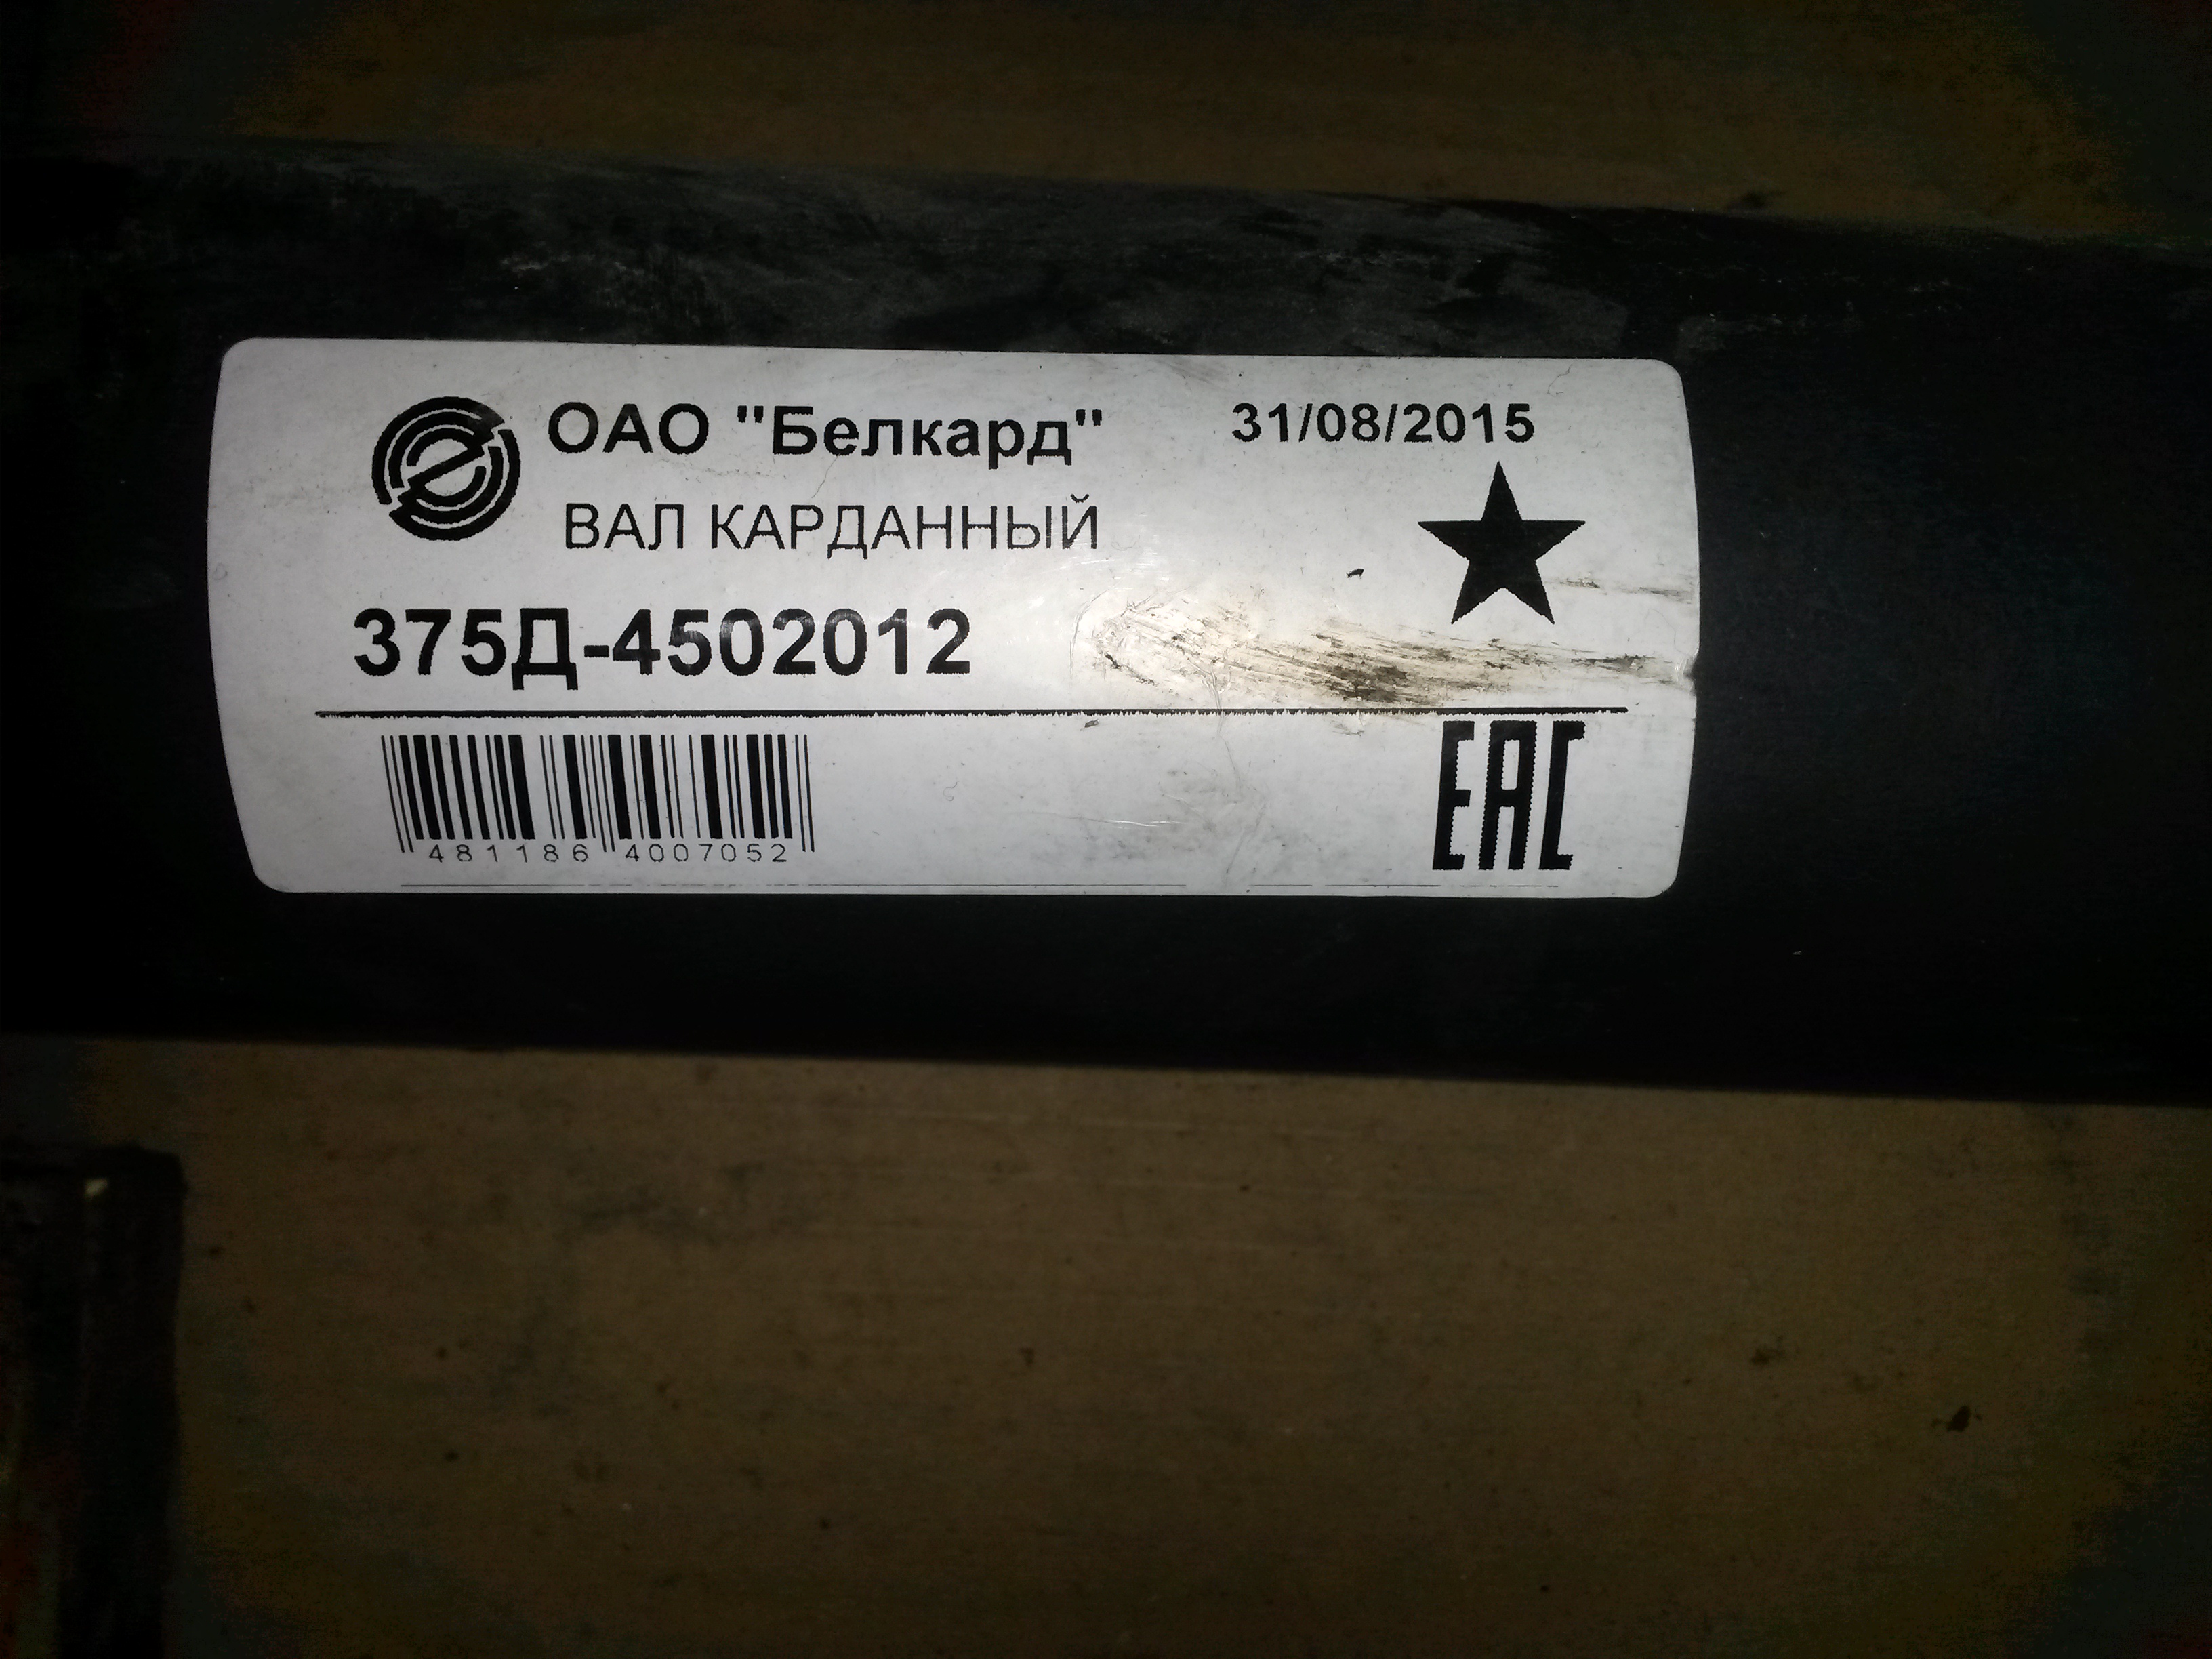 ОАО "Белкард" 31/08/2015
ВАЛ КАРДАННЫЙ
375Д-4502012
481186 4007052
EAC